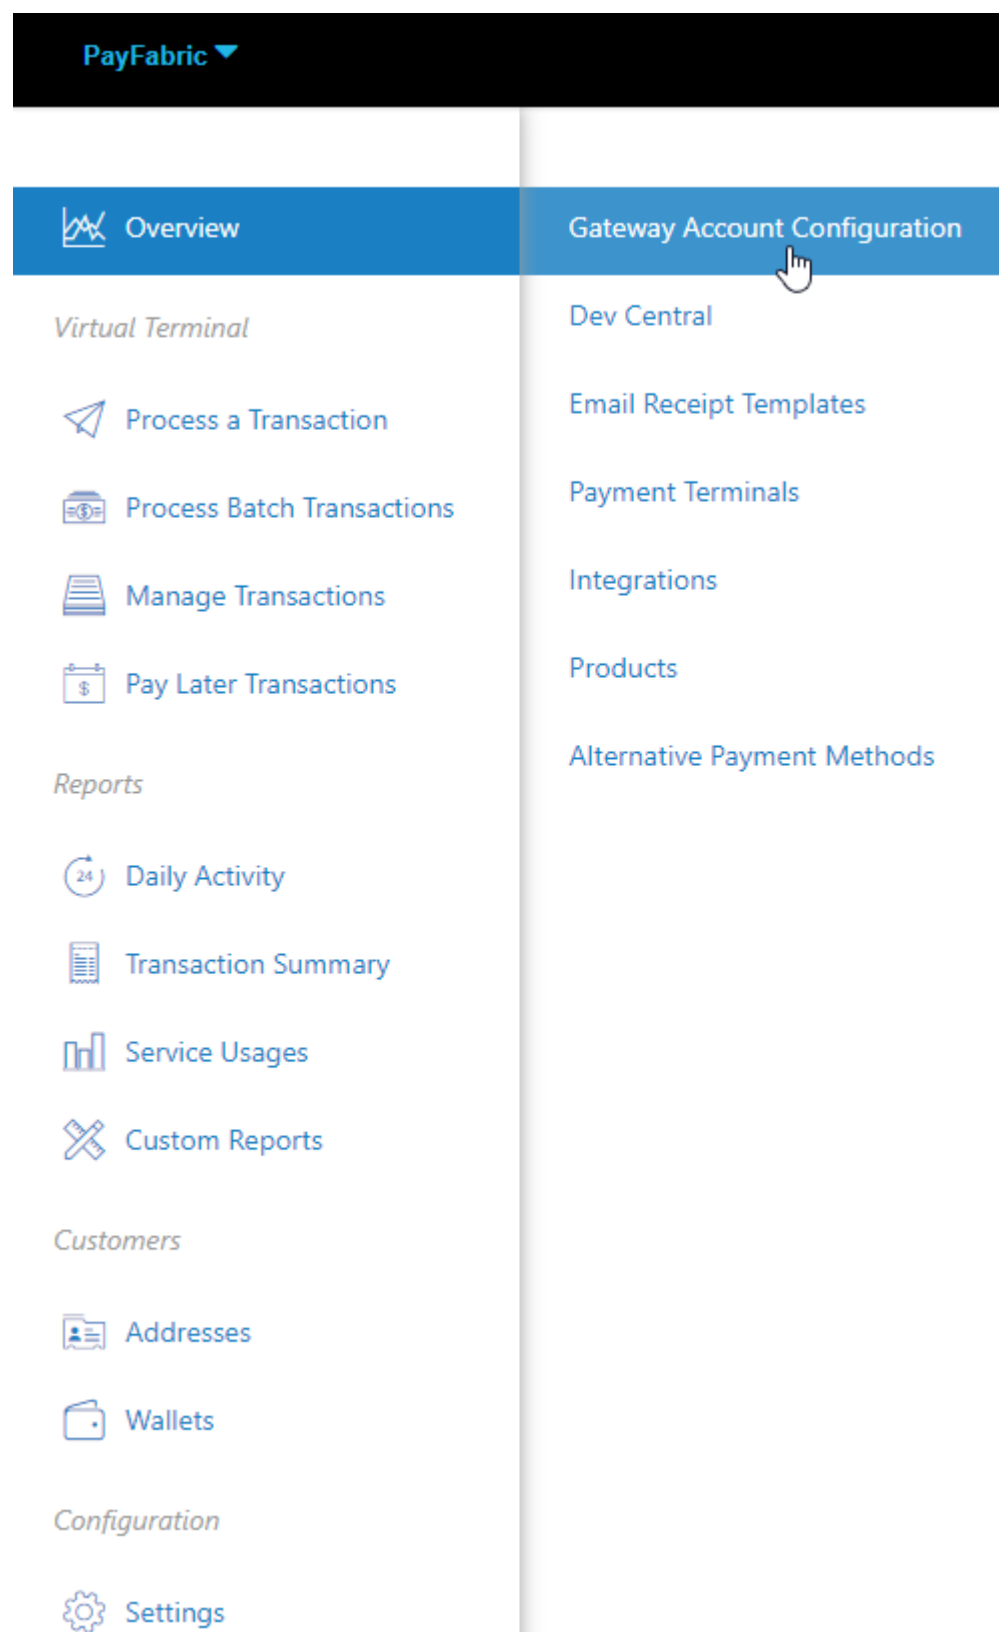 PayFabric
Overview
Virtual Terminal
Process a Transaction
Process Batch Transactions
Manage Transactions
Pay Later Transactions
Reports
24
Daily Activity
Transaction Summary
Service Usages
Custom Reports
Customers
Addresses
Wallets
Configuration
Settings
Gateway Account Configuration
Dev Central
Email Receipt Templates
Payment Terminals
Integrations
Products
Alternative Payment Methods